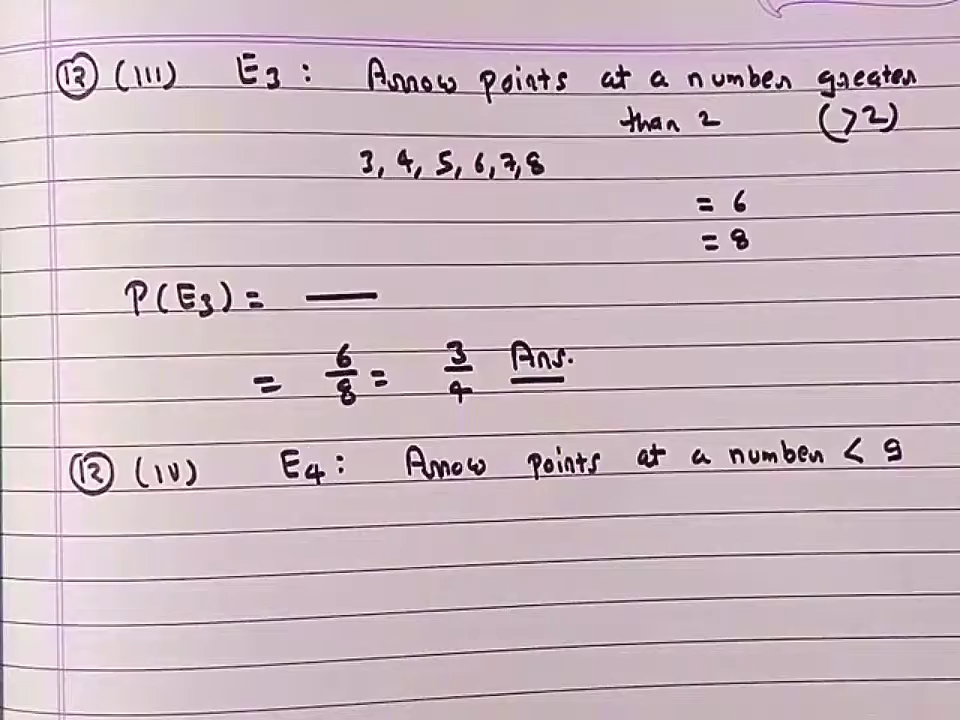 12 (III) E3 : Arrow points at a number greater
than 2 (>2)
3, 4, 5, 6, 7, 8
= 6
= 8
P(E3) = —
= 6/8 = 3/4 Ans.
12 (IV) E4 : Arrow points at a number < 9